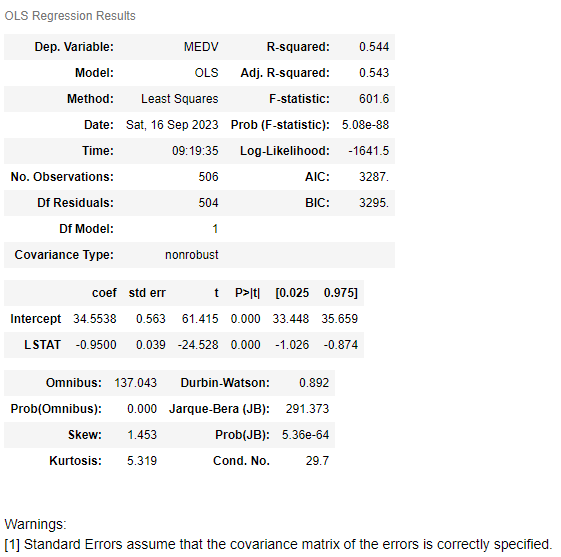 OLS Regression Results
Dep. Variable: MEDV R-squared: 0.544
Model: OLS Adj. R-squared: 0.543
Method: Least Squares F-statistic: 601.6
Date: Sat, 16 Sep 2023 Prob (F-statistic): 5.08e-88
Time: 09:19:35 Log-Likelihood: -1641.5
No. Observations: 506 AIC: 3287.
Df Residuals: 504 BIC: 3295.
Df Model: 1
Covariance Type: nonrobust
coef std err t P>|t| [0.025 0.975]
Intercept 34.5538 0.563 61.415 0.000 33.448 35.659
LSTAT -0.9500 0.039 -24.528 0.000 -1.026 -0.874
Omnibus: 137.043 Durbin-Watson: 0.892
Prob(Omnibus): 0.000 Jarque-Bera (JB): 291.373
Skew: 1.453 Prob(JB): 5.36e-64
Kurtosis: 5.319 Cond. No. 29.7
Warnings:
[1] Standard Errors assume that the covariance matrix of the errors is correctly specified.